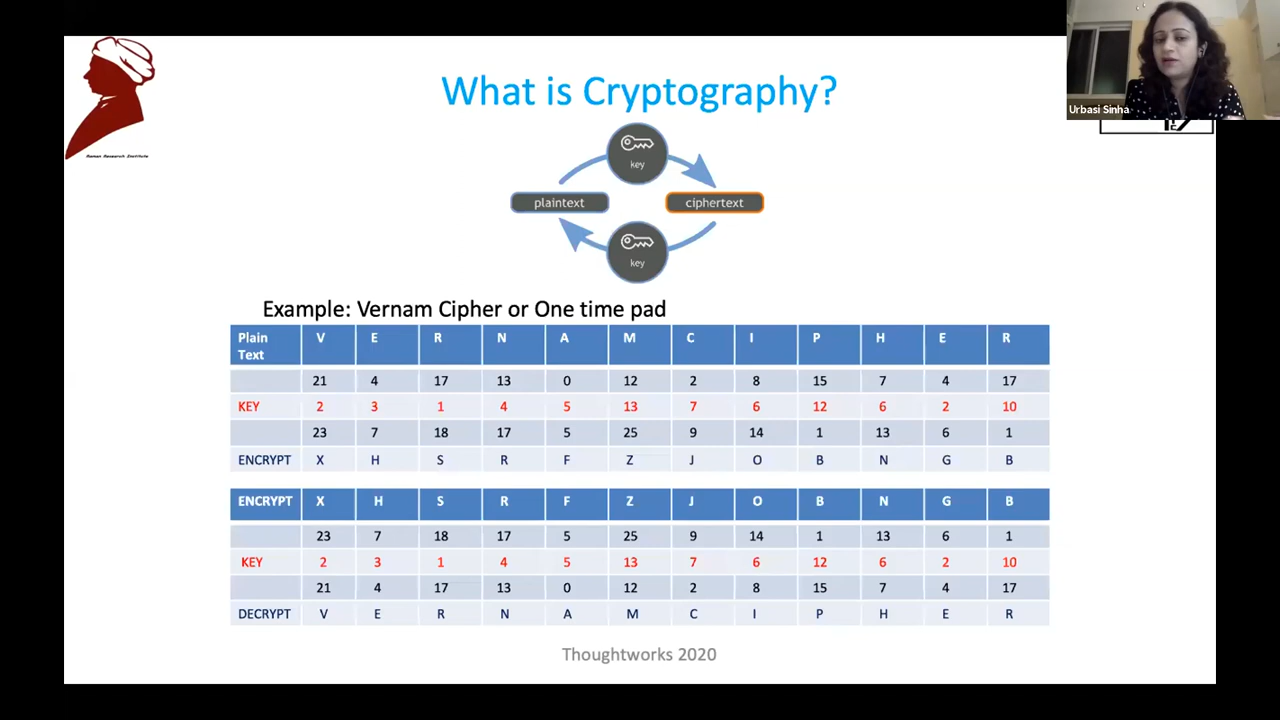 Urbasi Sinha
Raman Research Institute
What is Cryptography?
key
plaintext
ciphertext
key
Example: Vernam Cipher or One time pad
Plain Text V E R N A M C I P H E R
21 4 17 13 0 12 2 8 15 7 4 17
KEY 2 3 1 4 5 13 7 6 12 6 2 10
23 7 18 17 5 25 9 14 1 13 6 1
ENCRYPT X H S R F Z J O B N G B
ENCRYPT X H S R F Z J O B N G B
23 7 18 17 5 25 9 14 1 13 6 1
KEY 2 3 1 4 5 13 7 6 12 6 2 10
21 4 17 13 0 12 2 8 15 7 4 17
DECRYPT V E R N A M C I P H E R
Thoughtworks 2020